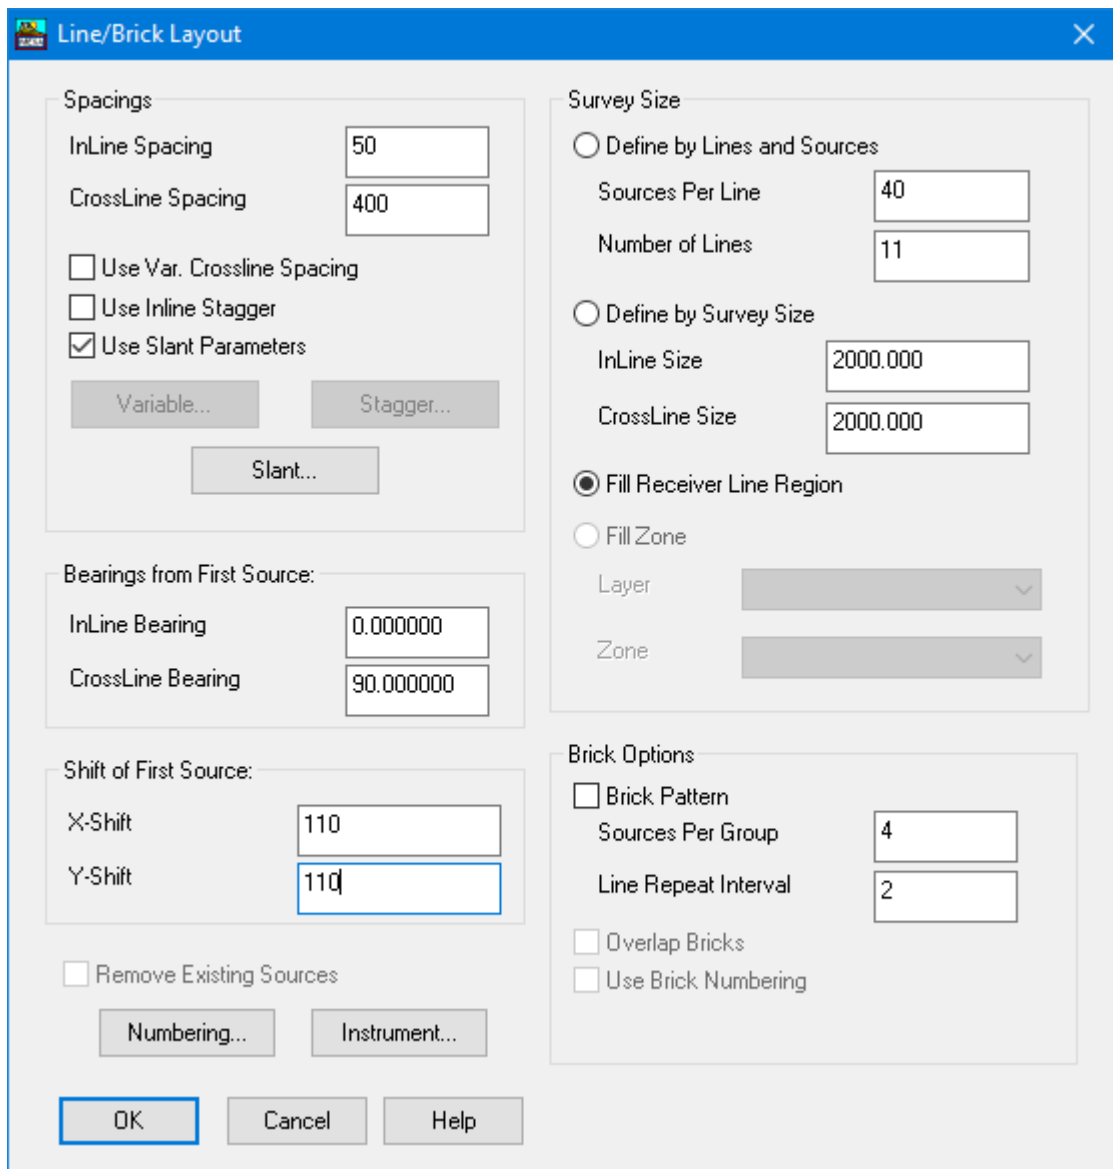 Line/Brick Layout
Spacings
InLine Spacing 50
CrossLine Spacing 400
Use Var. Crossline Spacing
Use Inline Stagger
Use Slant Parameters
Variable... Stagger...
Slant...
Bearings from First Source:
InLine Bearing 0.000000
CrossLine Bearing 90.000000
Shift of First Source:
X-Shift 110
Y-Shift 110
Remove Existing Sources
Numbering... Instrument...
OK Cancel Help
Survey Size
Define by Lines and Sources
Sources Per Line 40
Number of Lines 11
Define by Survey Size
InLine Size 2000.000
CrossLine Size 2000.000
Fill Receiver Line Region
Fill Zone
Layer
Zone
Brick Options
Brick Pattern
Sources Per Group 4
Line Repeat Interval 2
Overlap Bricks
Use Brick Numbering